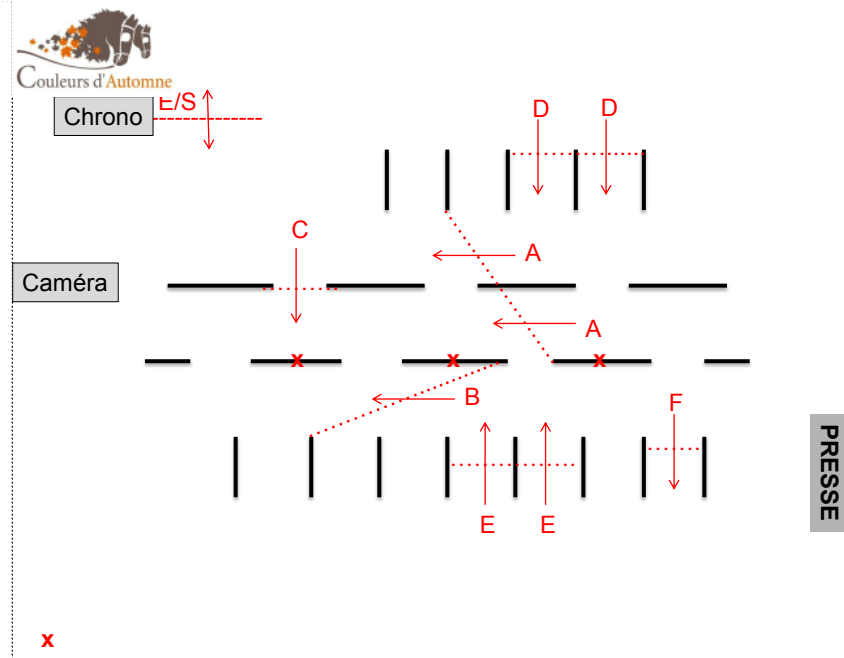 Couleurs d'Automne
E/S
Chrono
D D
C
A
Caméra
A
x x x
B
F
PRESSE
E E
x